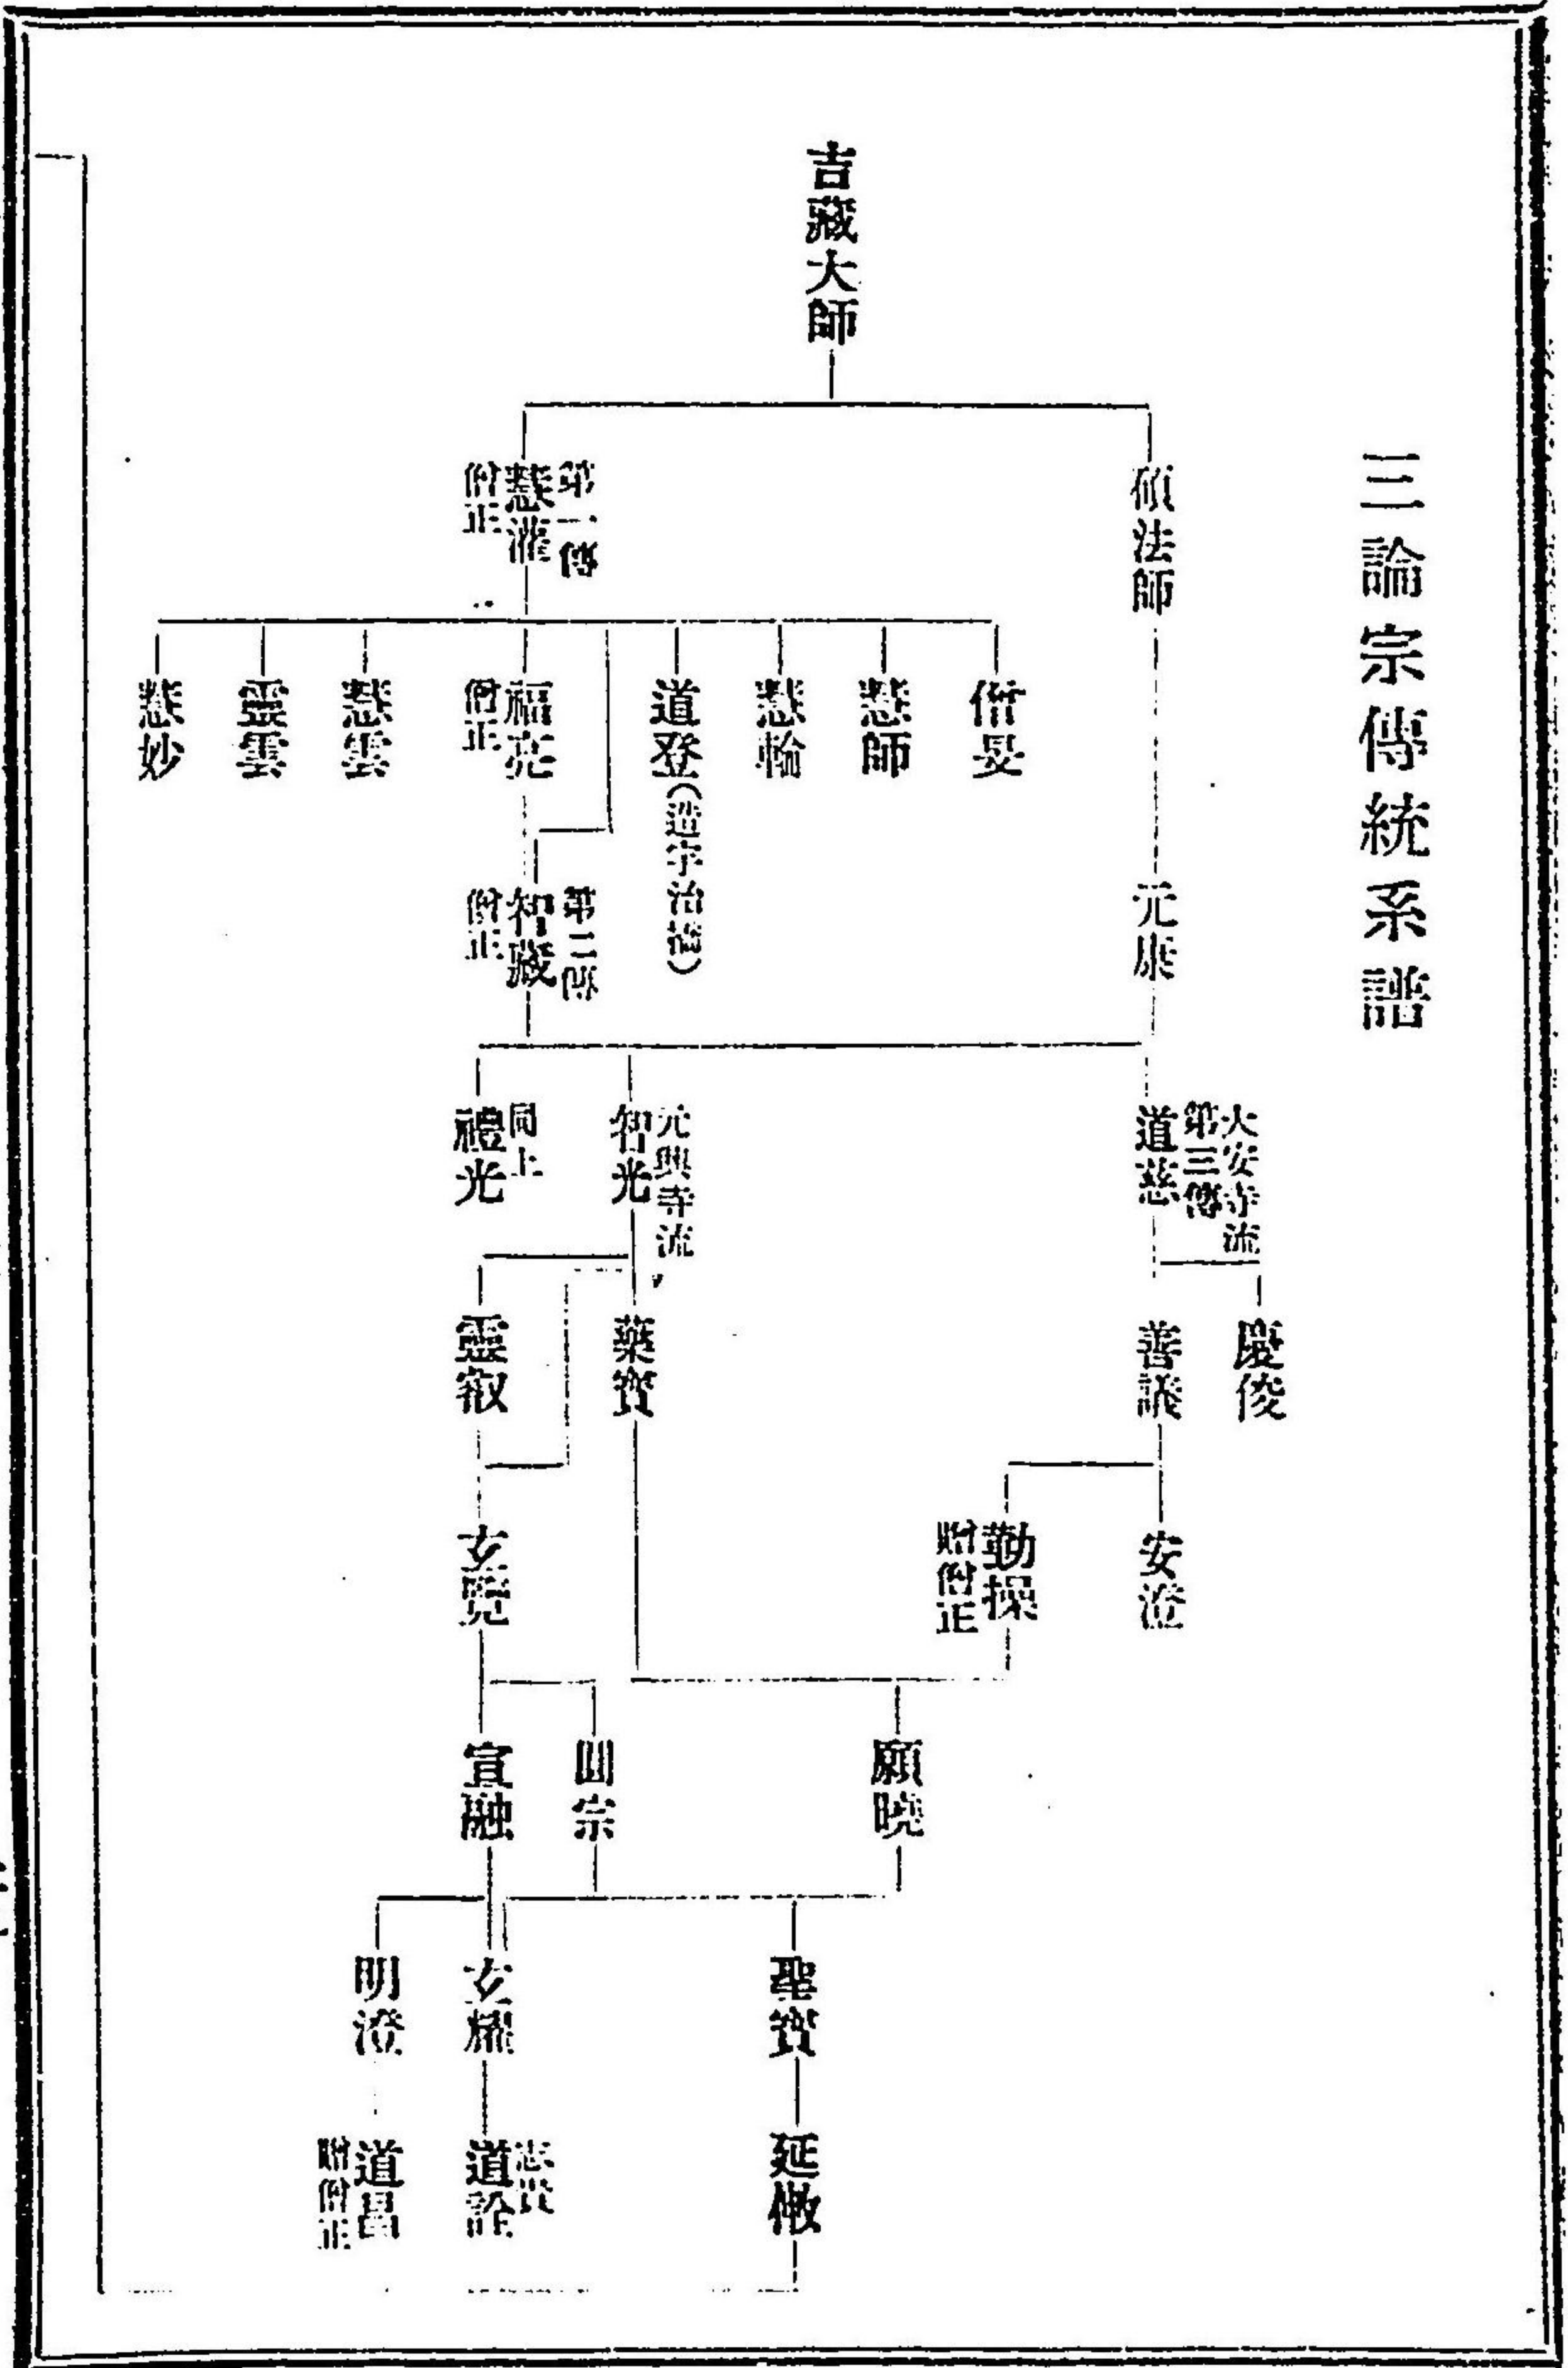 三論宗傳統系譜
吉藏大師
碩法師
第一傳
慧灌
僧正
僧旻
慧師
慧輪
道登(造宇治橋)
福亮
僧正
慧雲
靈雲
慧妙
元康
第二傳
智藏
僧正
大安寺流
第三傳
道慈
元興寺流
智光
同上
禮光
慶俊
善議
藥寶
靈叡
安澄
勤操
贈僧正
玄覺
願曉
圓宗
宣融
聖寶
玄耀
明澄
延敒
道詮
道昌
贈僧正